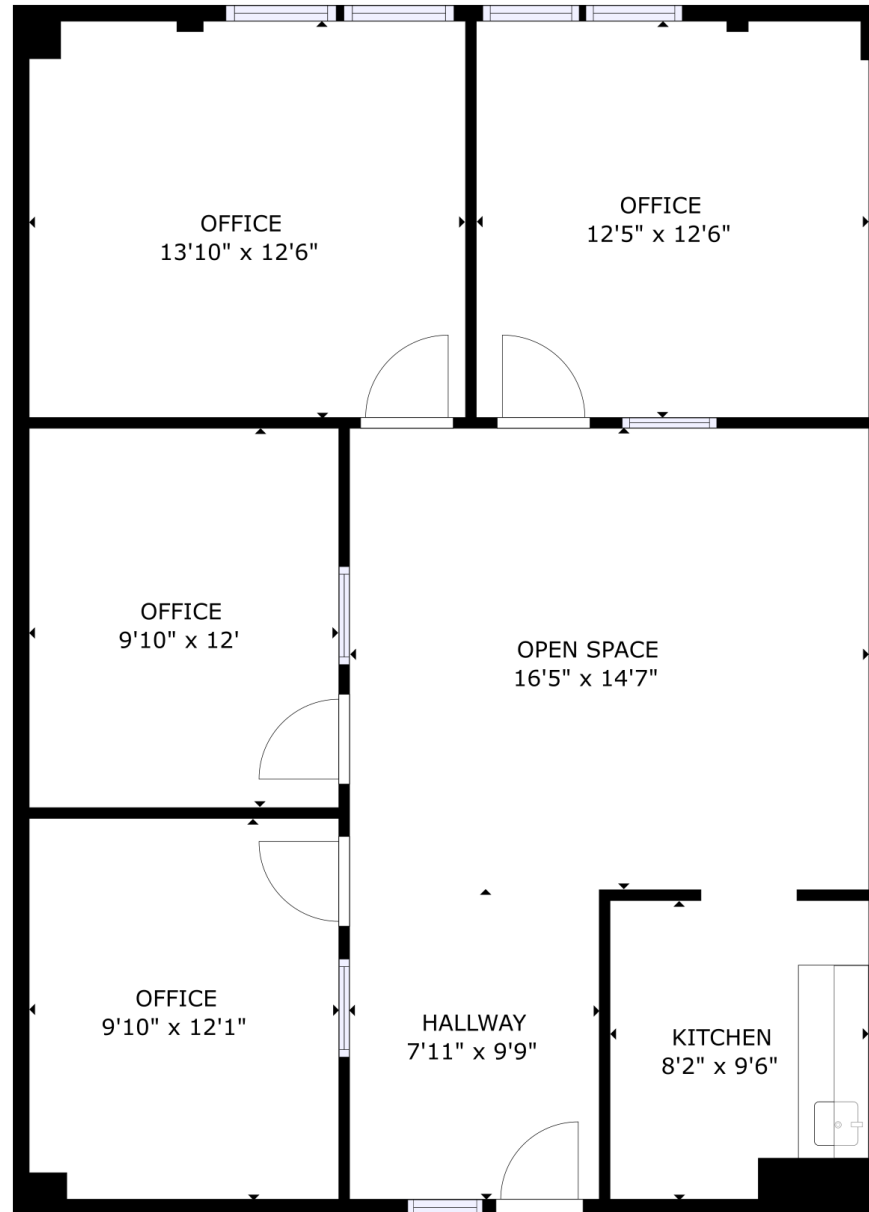 OFFICE
13'10" x 12'6"
OFFICE
12'5" x 12'6"
OFFICE
9'10" x 12'
OPEN SPACE
16'5" x 14'7"
OFFICE
9'10" x 12'1"
HALLWAY
7'11" x 9'9"
KITCHEN
8'2" x 9'6"